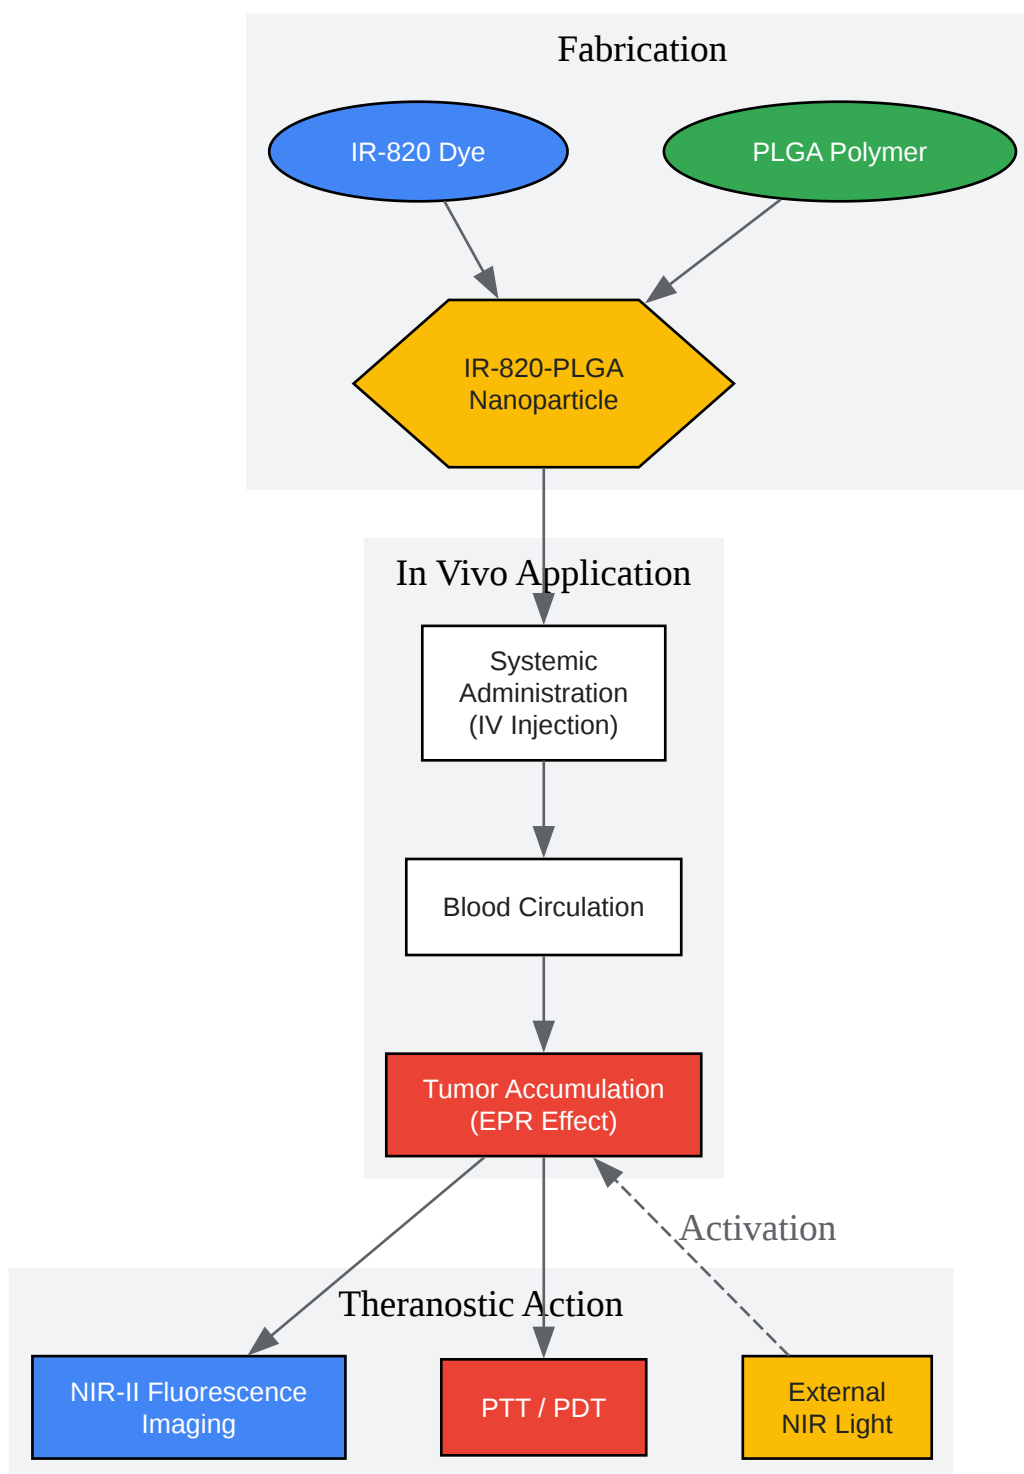 Fabrication
IR-820 Dye
PLGA Polymer
IR-820-PLGA
Nanoparticle
In Vivo Application
Systemic
Administration
(IV Injection)
Blood Circulation
Tumor Accumulation
(EPR Effect)
Activation
Theranostic Action
NIR-II Fluorescence
Imaging
PTT / PDT
External
NIR Light